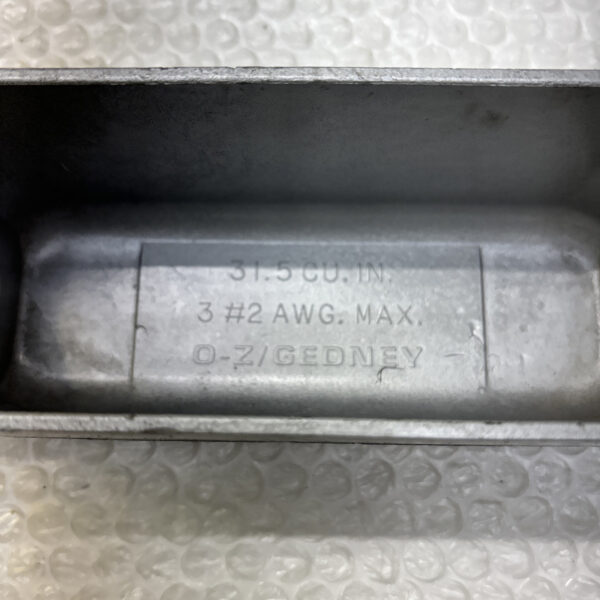 31.5 CU. IN.
3 #2 AWG. MAX.
O-Z/GEDNEY